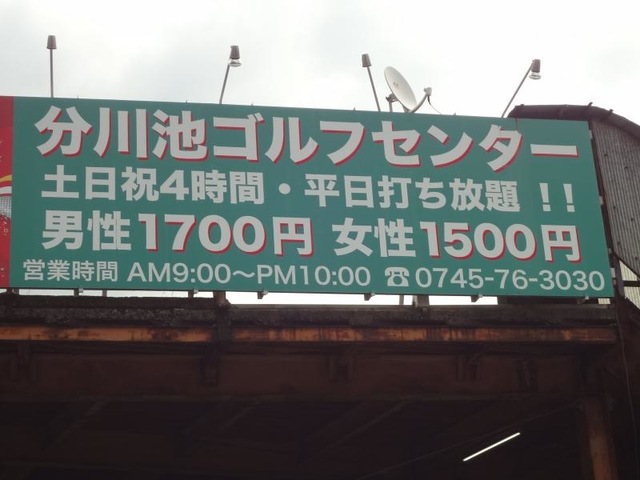 分川池ゴルフセンター
土日祝4時間・平日打ち放題 !!
男性1700円 女性1500円
営業時間 AM9:00～PM10:00 ☎0745-76-3030